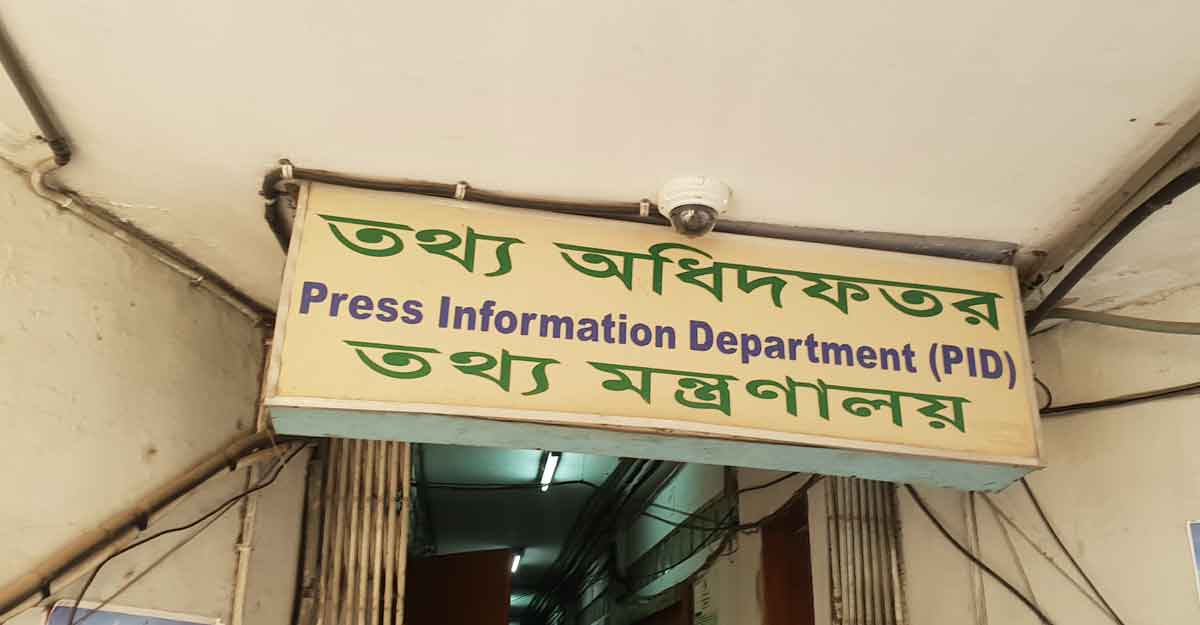 তথ্য অধিদফতর
Press Information Department (PID)
তথ্য মন্ত্রণালয়